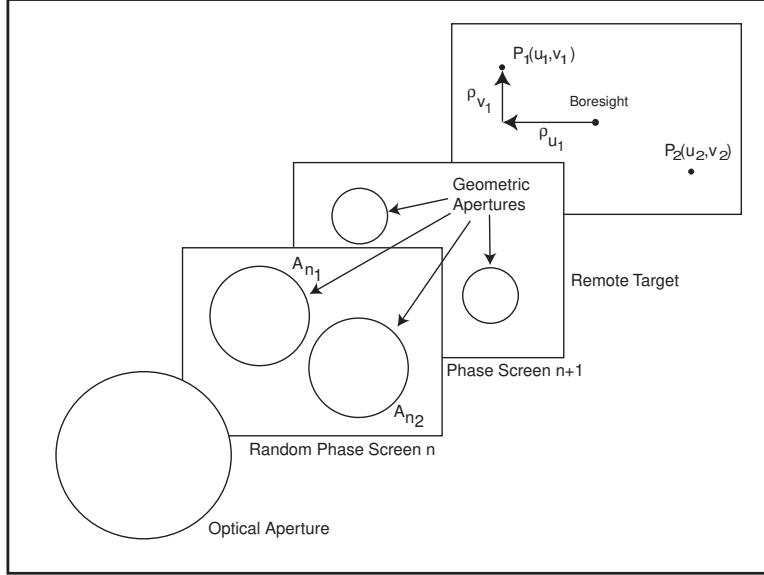 P1(u1,v1)
ρv1
Boresight
ρu1
P2(u2,v2)
Geometric
Apertures
An1
Remote Target
Phase Screen n+1
An2
Random Phase Screen n
Optical Aperture